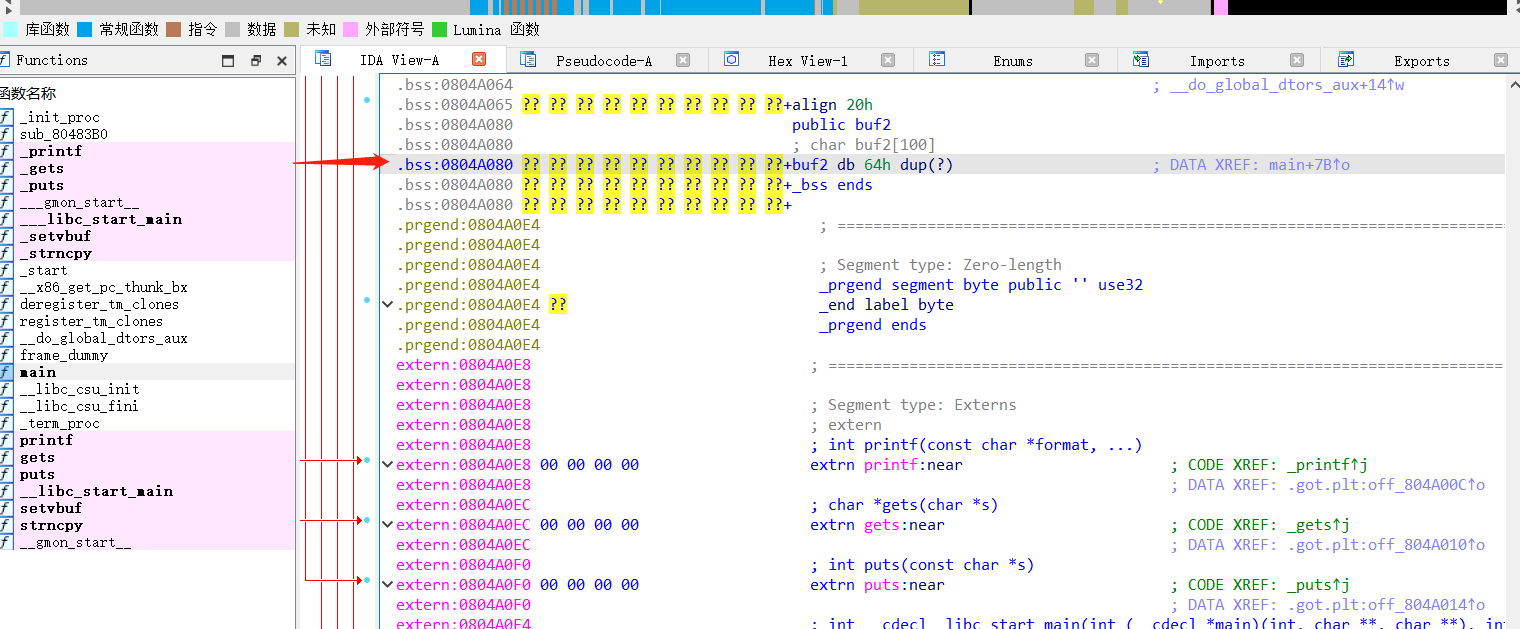 库函数 常规函数 指令 数据 未知 外部符号 Lumina 函数
Functions
IDA View-A Pseudocode-A Hex View-1 Enums Imports Exports
函数名称
_init_proc
sub_80483B0
_printf
_gets
_puts
___gmon_start__
___libc_start_main
_setvbuf
_strncpy
_start
__x86_get_pc_thunk_bx
deregister_tm_clones
register_tm_clones
__do_global_dtors_aux
frame_dummy
main
__libc_csu_init
__libc_csu_fini
_term_proc
printf
gets
puts
__libc_start_main
setvbuf
strncpy
__gmon_start__
.bss:0804A064 ; __do_global_dtors_aux+14↑w
.bss:0804A065 ?? ?? ?? ?? ?? ?? ?? ?? ?? ??+align 20h
.bss:0804A080 public buf2
.bss:0804A080 ; char buf2[100]
.bss:0804A080 ?? ?? ?? ?? ?? ?? ?? ?? ?? ??+buf2 db 64h dup(?) ; DATA XREF: main+7B↑o
.bss:0804A080 ?? ?? ?? ?? ?? ?? ?? ?? ?? ??+_bss ends
.bss:0804A080 ?? ?? ?? ?? ?? ?? ?? ?? ?? ??+
.prgend:0804A0E4 ; =====================================================================
.prgend:0804A0E4
.prgend:0804A0E4 ; Segment type: Zero-length
.prgend:0804A0E4 _prgend segment byte public '' use32
.prgend:0804A0E4 ?? _end label byte
.prgend:0804A0E4 _prgend ends
.prgend:0804A0E4
extern:0804A0E8 ; =====================================================================
extern:0804A0E8
extern:0804A0E8 ; Segment type: Externs
extern:0804A0E8 ; extern
extern:0804A0E8 ; int printf(const char *format, ...)
extern:0804A0E8 00 00 00 00 extrn printf:near ; CODE XREF: _printf↑j
extern:0804A0E8 ; DATA XREF: .got.plt:off_804A00C↑o
extern:0804A0EC ; char *gets(char *s)
extern:0804A0EC 00 00 00 00 extrn gets:near ; CODE XREF: _gets↑j
extern:0804A0EC ; DATA XREF: .got.plt:off_804A010↑o
extern:0804A0F0 ; int puts(const char *s)
extern:0804A0F0 00 00 00 00 extrn puts:near ; CODE XREF: _puts↑j
extern:0804A0F0 ; DATA XREF: .got.plt:off_804A014↑o
extern:0804A0F4 ; int __cdecl __libc_start_main(int (__cdecl *main)(int, char **, char **), int